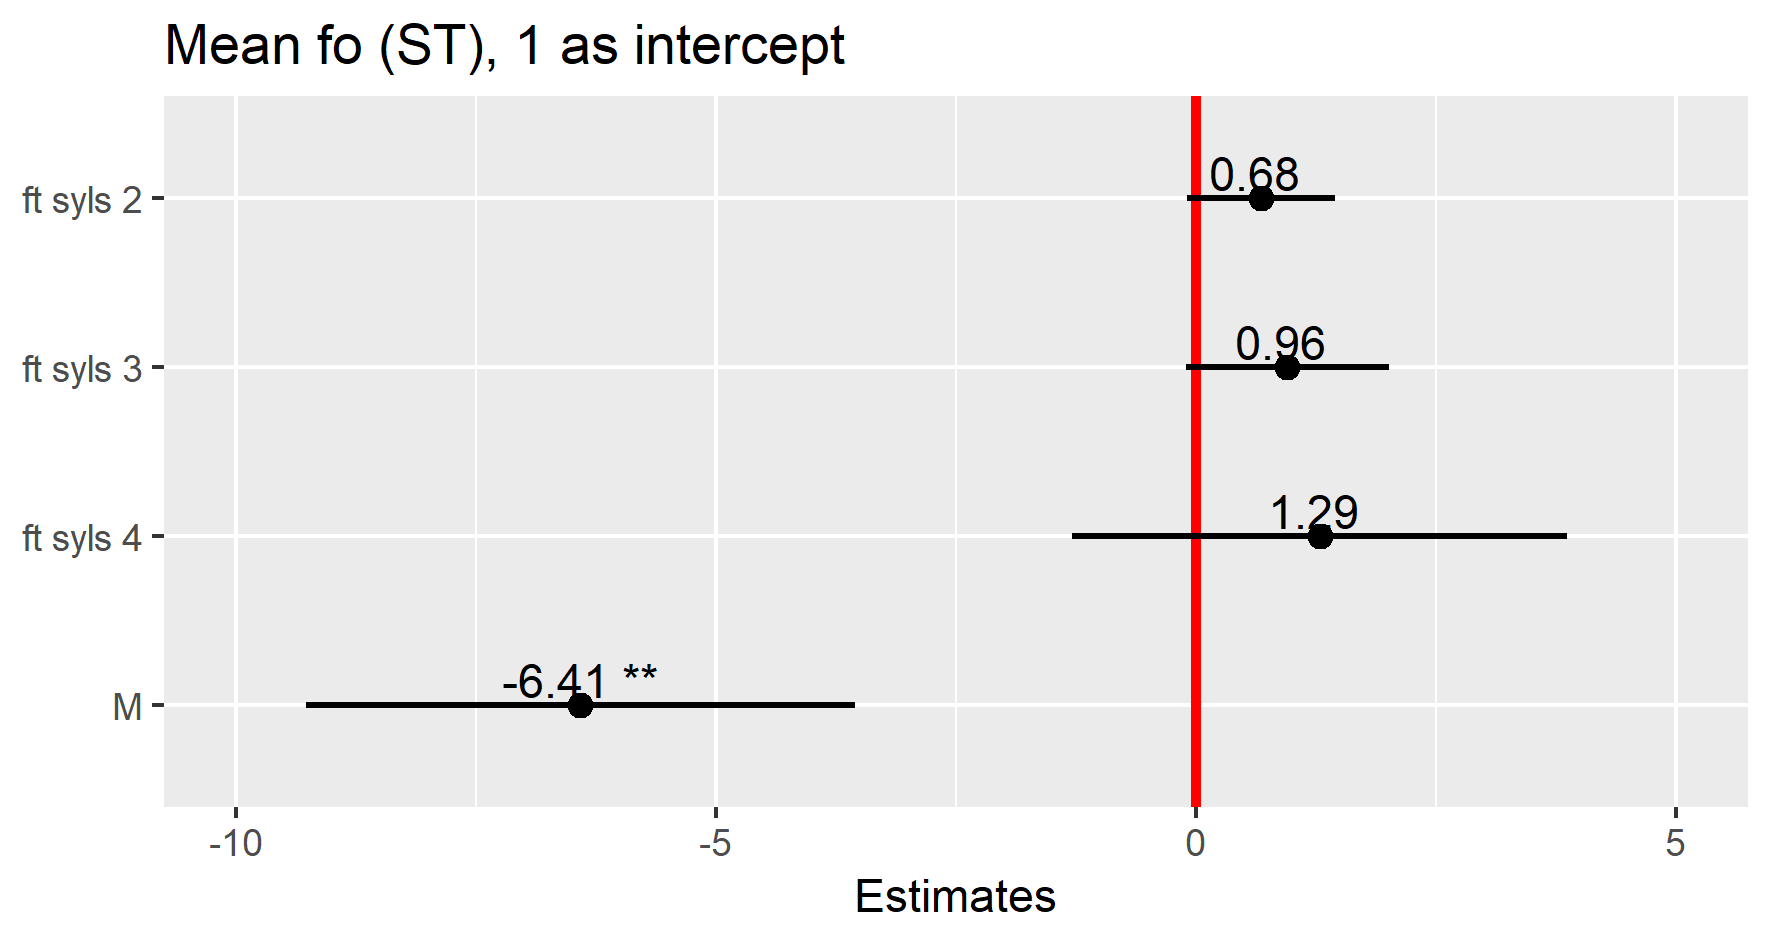 Mean fo (ST), 1 as intercept
ft syls 2
0.68
ft syls 3
0.96
ft syls 4
1.29
M
-6.41 **
-10 -5 0 5
Estimates